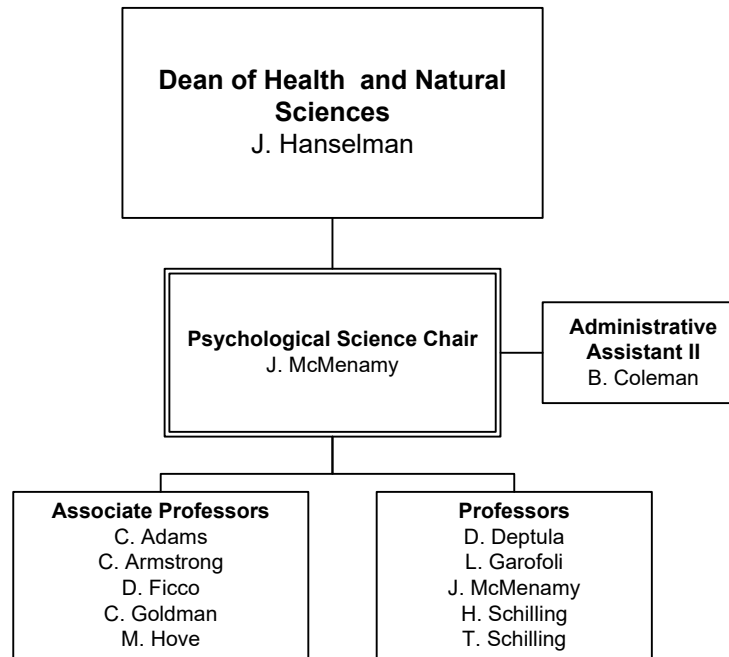 Dean of Health and Natural
Sciences
J. Hanselman
Psychological Science Chair
J. McMenamy
Administrative
Assistant II
B. Coleman
Associate Professors
C. Adams
C. Armstrong
D. Ficco
C. Goldman
M. Hove
Professors
D. Deptula
L. Garofoli
J. McMenamy
H. Schilling
T. Schilling